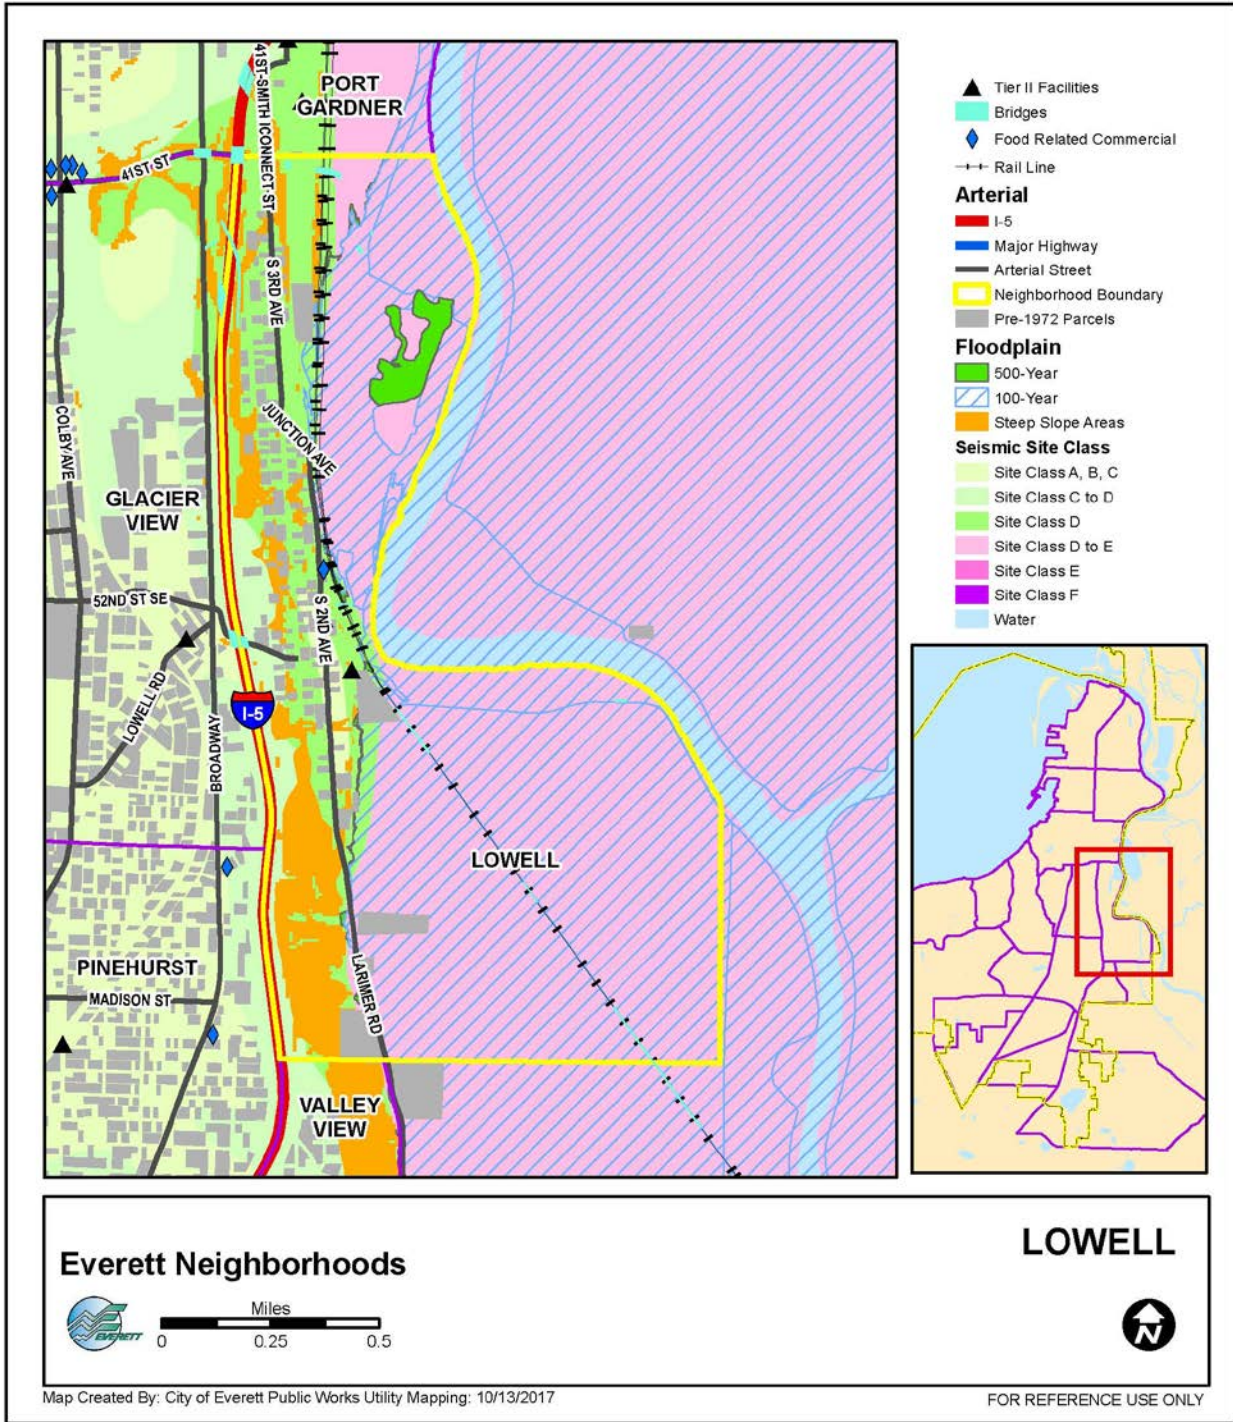 41ST-SMITH ICONNECT ST
PORT
GARDNER
41ST ST
S 3RD AVE
JUNCTION AVE
COLBY AVE
GLACIER
VIEW
52ND ST SE
S 2ND AVE
LOWELL RD
I-5
BROADWAY
LOWELL
PINEHURST
MADISON ST
LARIMER RD
VALLEY
VIEW
Tier II Facilities
Bridges
Food Related Commercial
Rail Line
Arterial
I-5
Major Highway
Arterial Street
Neighborhood Boundary
Pre-1972 Parcels
Floodplain
500-Year
100-Year
Steep Slope Areas
Seismic Site Class
Site Class A, B, C
Site Class C to D
Site Class D
Site Class D to E
Site Class E
Site Class F
Water
LOWELL
Everett Neighborhoods
EVERETT
Miles
0 0.25 0.5
N
Map Created By: City of Everett Public Works Utility Mapping: 10/13/2017
FOR REFERENCE USE ONLY